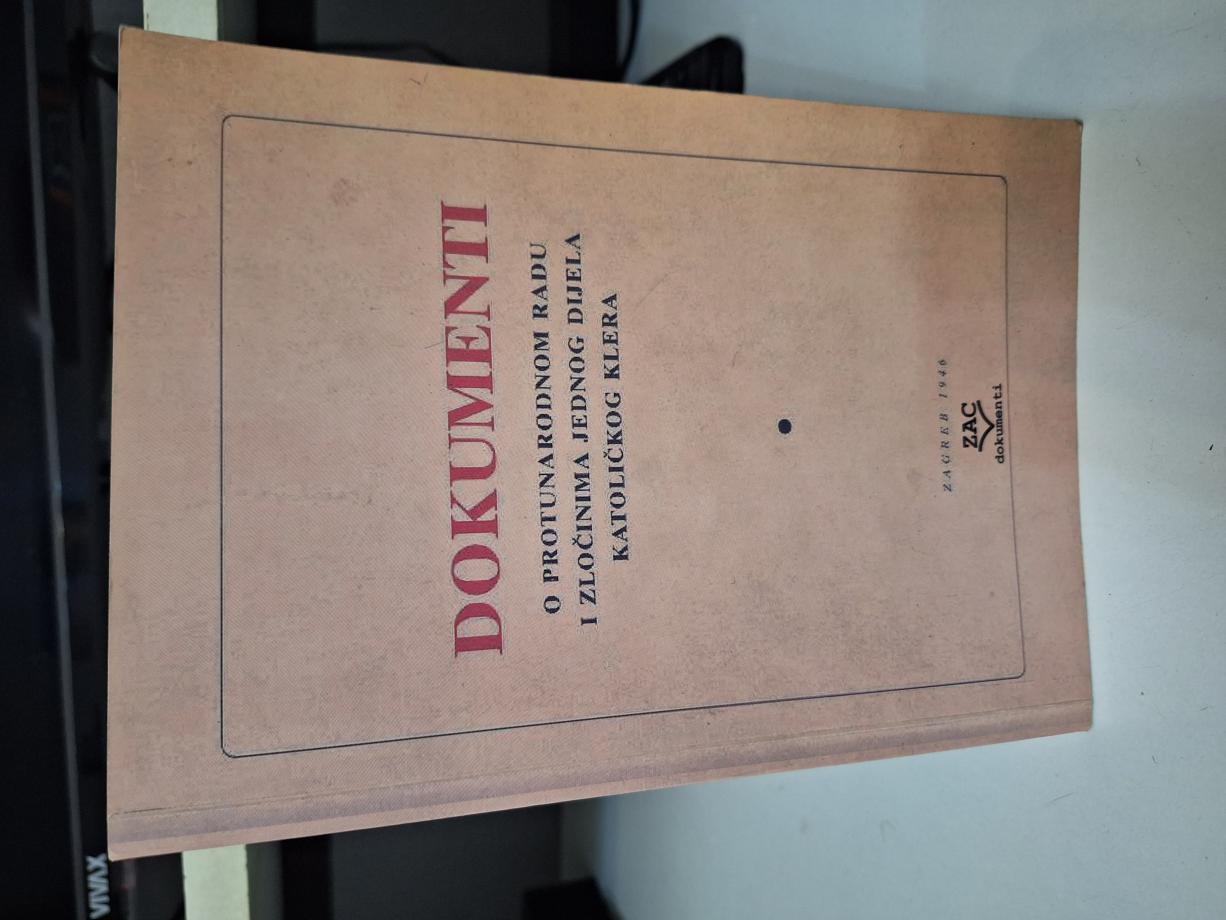 DOKUMENTI
O PROTUNARODNOM RADU
I ZLOČINIMA JEDNOG DIJELA
KATOLIČKOG KLERA
ZAGREB 1946
ZAC
dokumenti
VIVAX